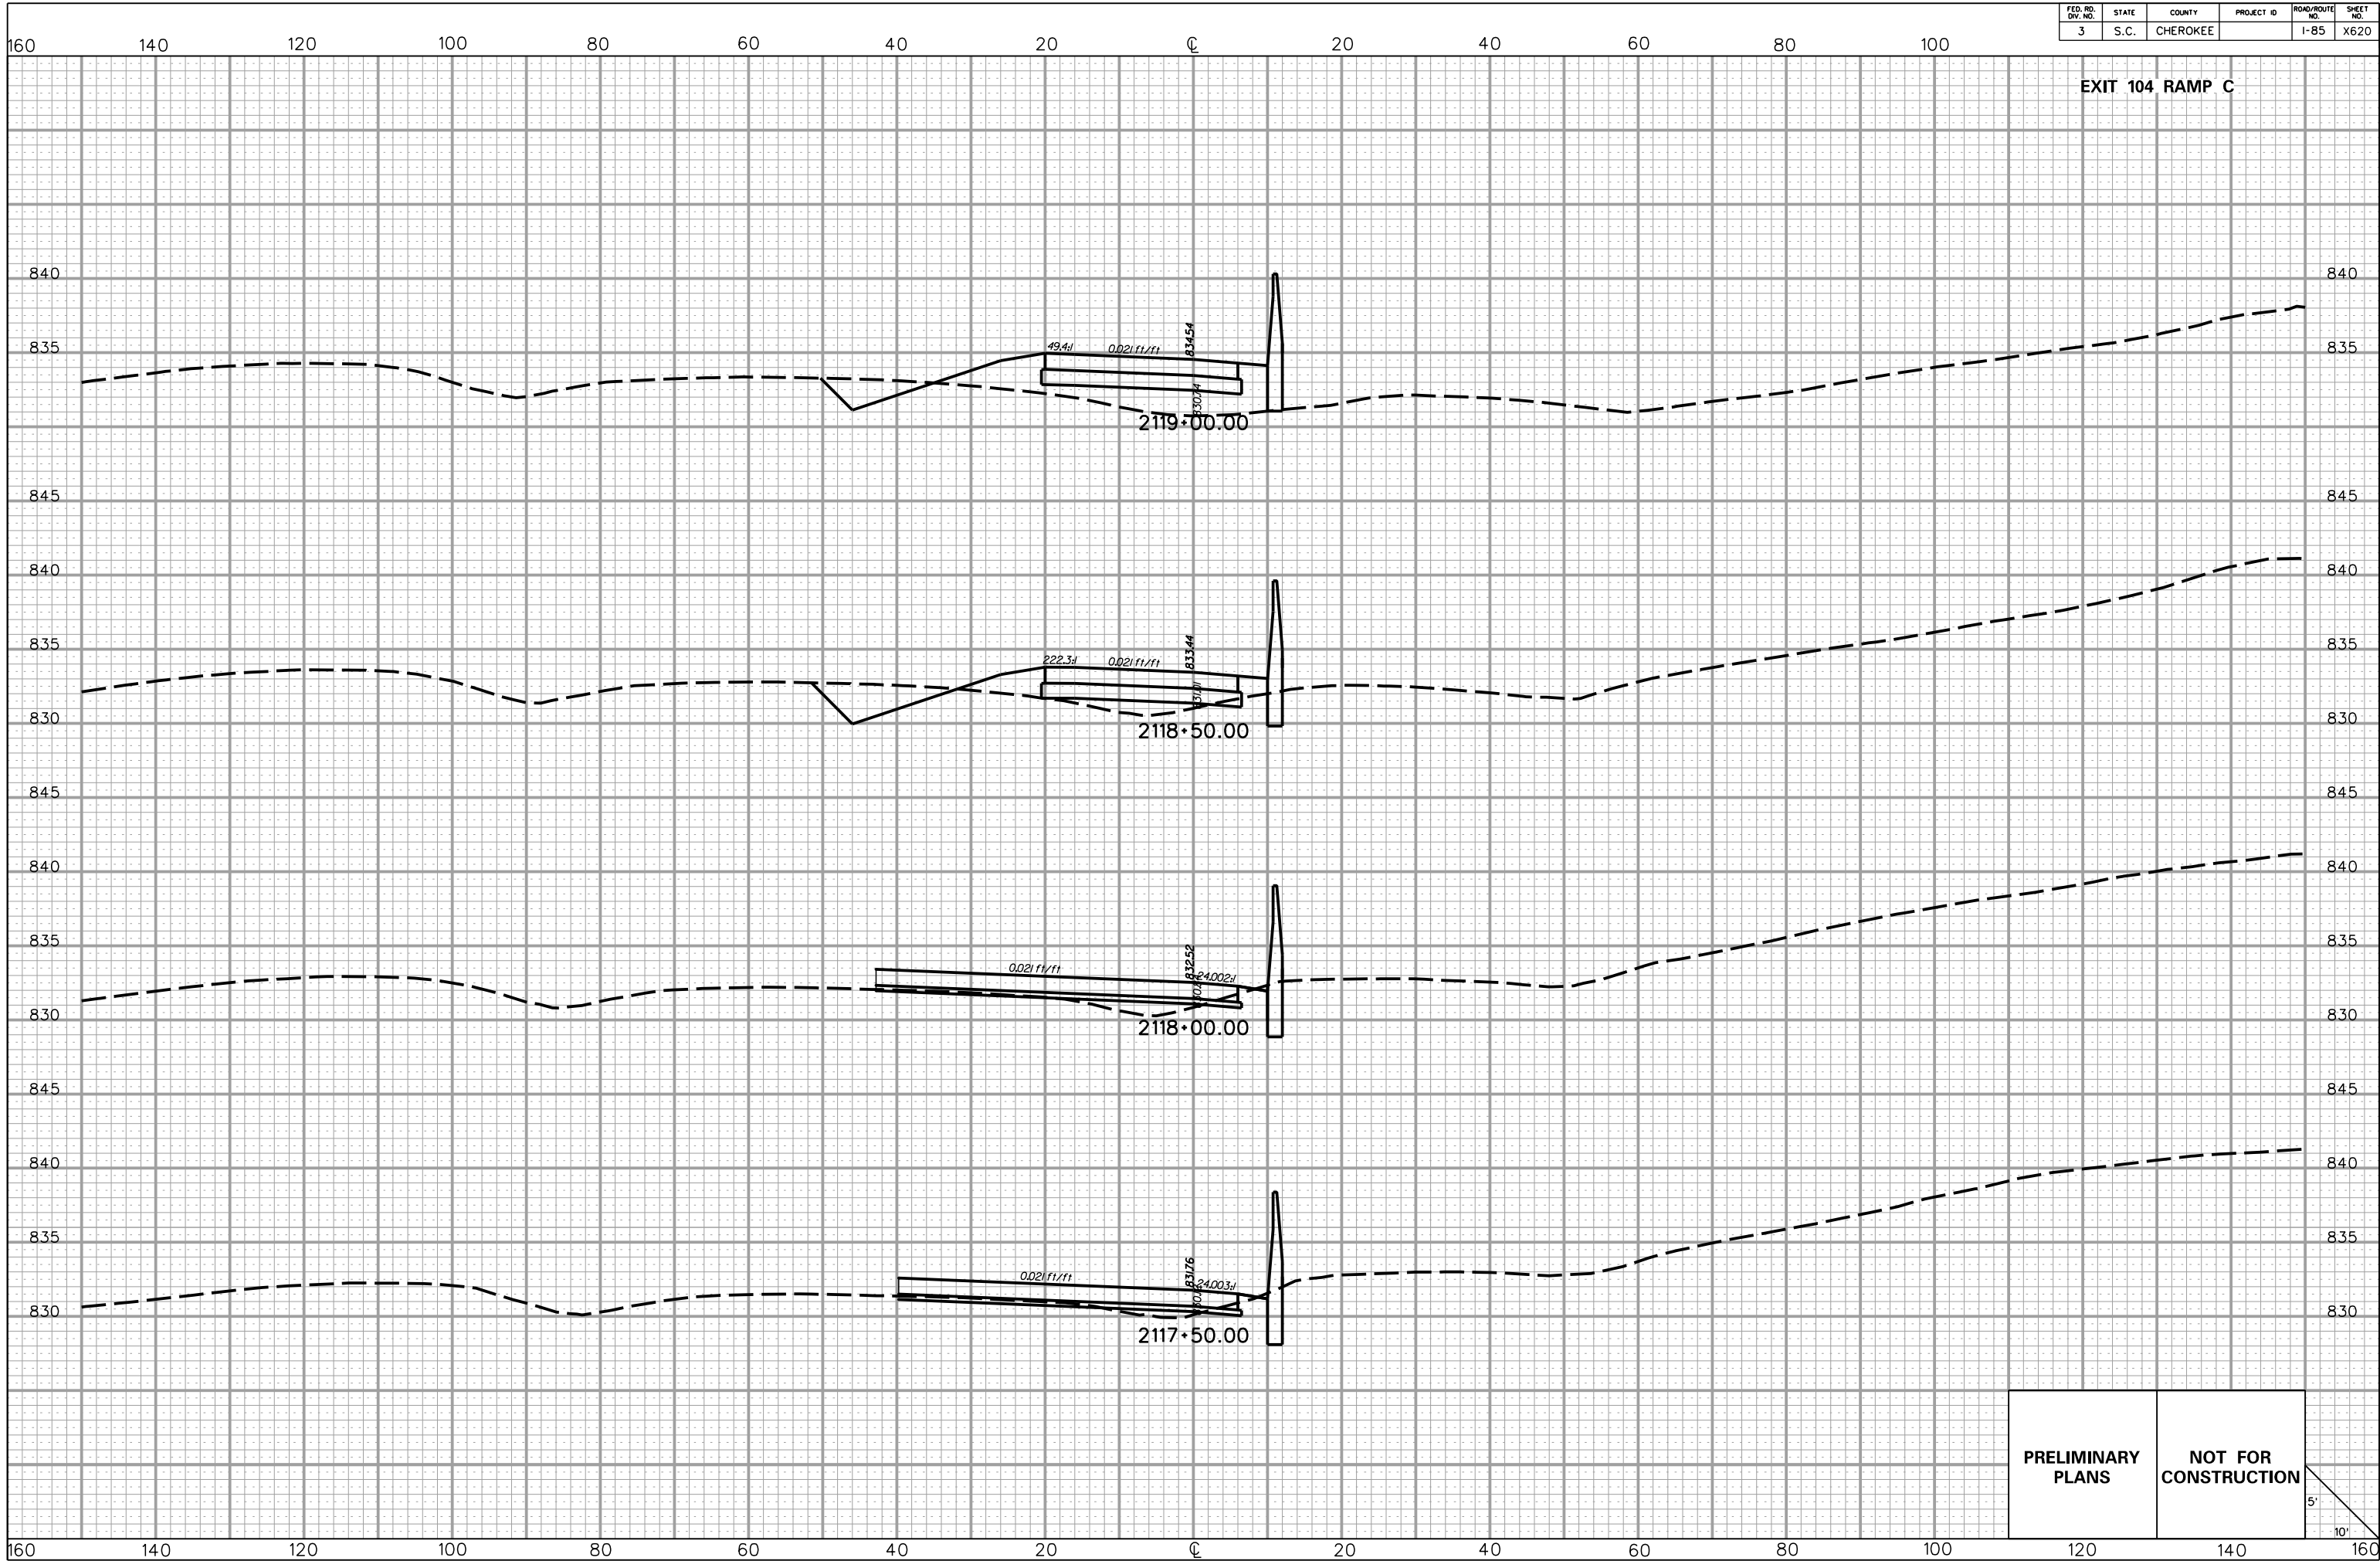 FED. RD. DIV. NO. STATE COUNTY PROJECT ID ROAD/ROUTE NO. SHEET NO.
3 S.C. CHEROKEE I-85 X620
160 140 120 100 80 60 40 20 ℄ 20 40 60 80 100
EXIT 104 RAMP C
840 840
835 49.4:1 0.021 ft/ft 834.54 835
2119+00.00
845 845
840 840
835 222.3:1 0.021 ft/ft 833.44 835
830 831.01 830
2118+50.00
845 845
840 840
835 835
0.021 ft/ft 832.52 24.002:1
830 830
2118+00.00
845 845
840 840
835 835
0.021 ft/ft 831.76 24.003:1
830 830
2117+50.00
PRELIMINARY PLANS
NOT FOR CONSTRUCTION
5'
10'
160 140 120 100 80 60 40 20 ℄ 20 40 60 80 100 120 140 160